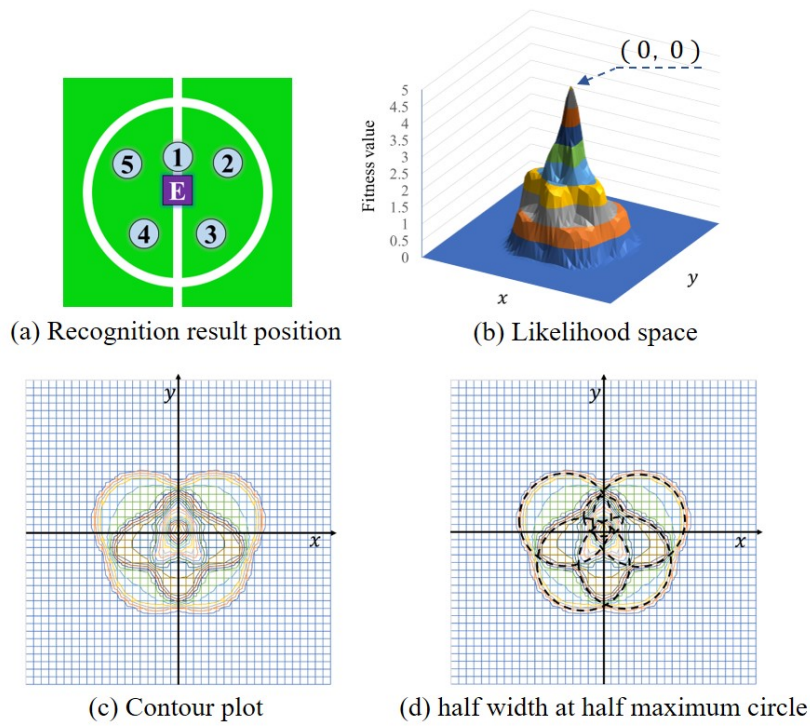 5 1 2
E
4 3
(a) Recognition result position
( 0, 0 )
Fitness value
5
4.5
4
3.5
3
2.5
2
1.5
1
0.5
0
x
y
(b) Likelihood space
y
x
(c) Contour plot
y
x
(d) half width at half maximum circle